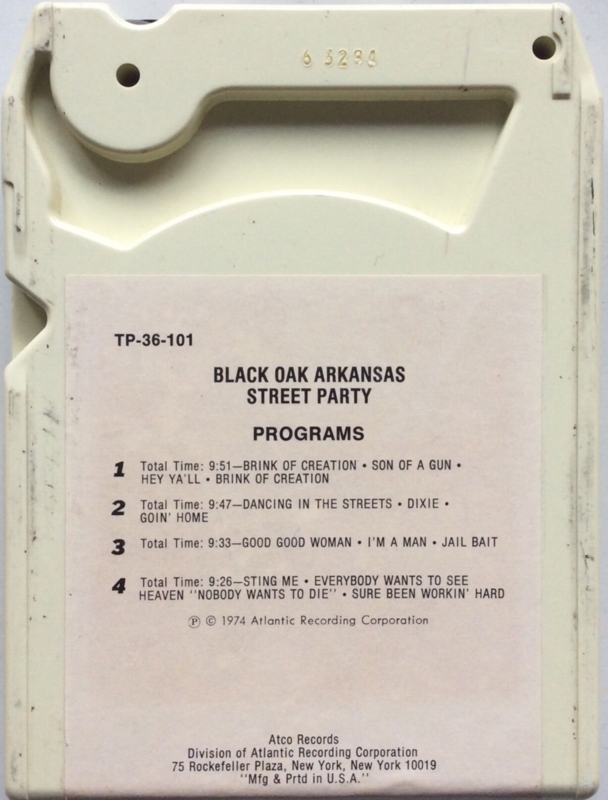 6 3294
TP-36-101
BLACK OAK ARKANSAS
STREET PARTY
PROGRAMS
1 Total Time: 9:51—BRINK OF CREATION • SON OF A GUN •
HEY YA'LL • BRINK OF CREATION
2 Total Time: 9:47—DANCING IN THE STREETS • DIXIE •
GOIN' HOME
3 Total Time: 9:33—GOOD GOOD WOMAN • I'M A MAN • JAIL BAIT
4 Total Time: 9:26—STING ME • EVERYBODY WANTS TO SEE
HEAVEN "NOBODY WANTS TO DIE" • SURE BEEN WORKIN' HARD
Ⓟ © 1974 Atlantic Recording Corporation
Atco Records
Division of Atlantic Recording Corporation
75 Rockefeller Plaza, New York, New York 10019
"Mfg & Prtd in U.S.A."